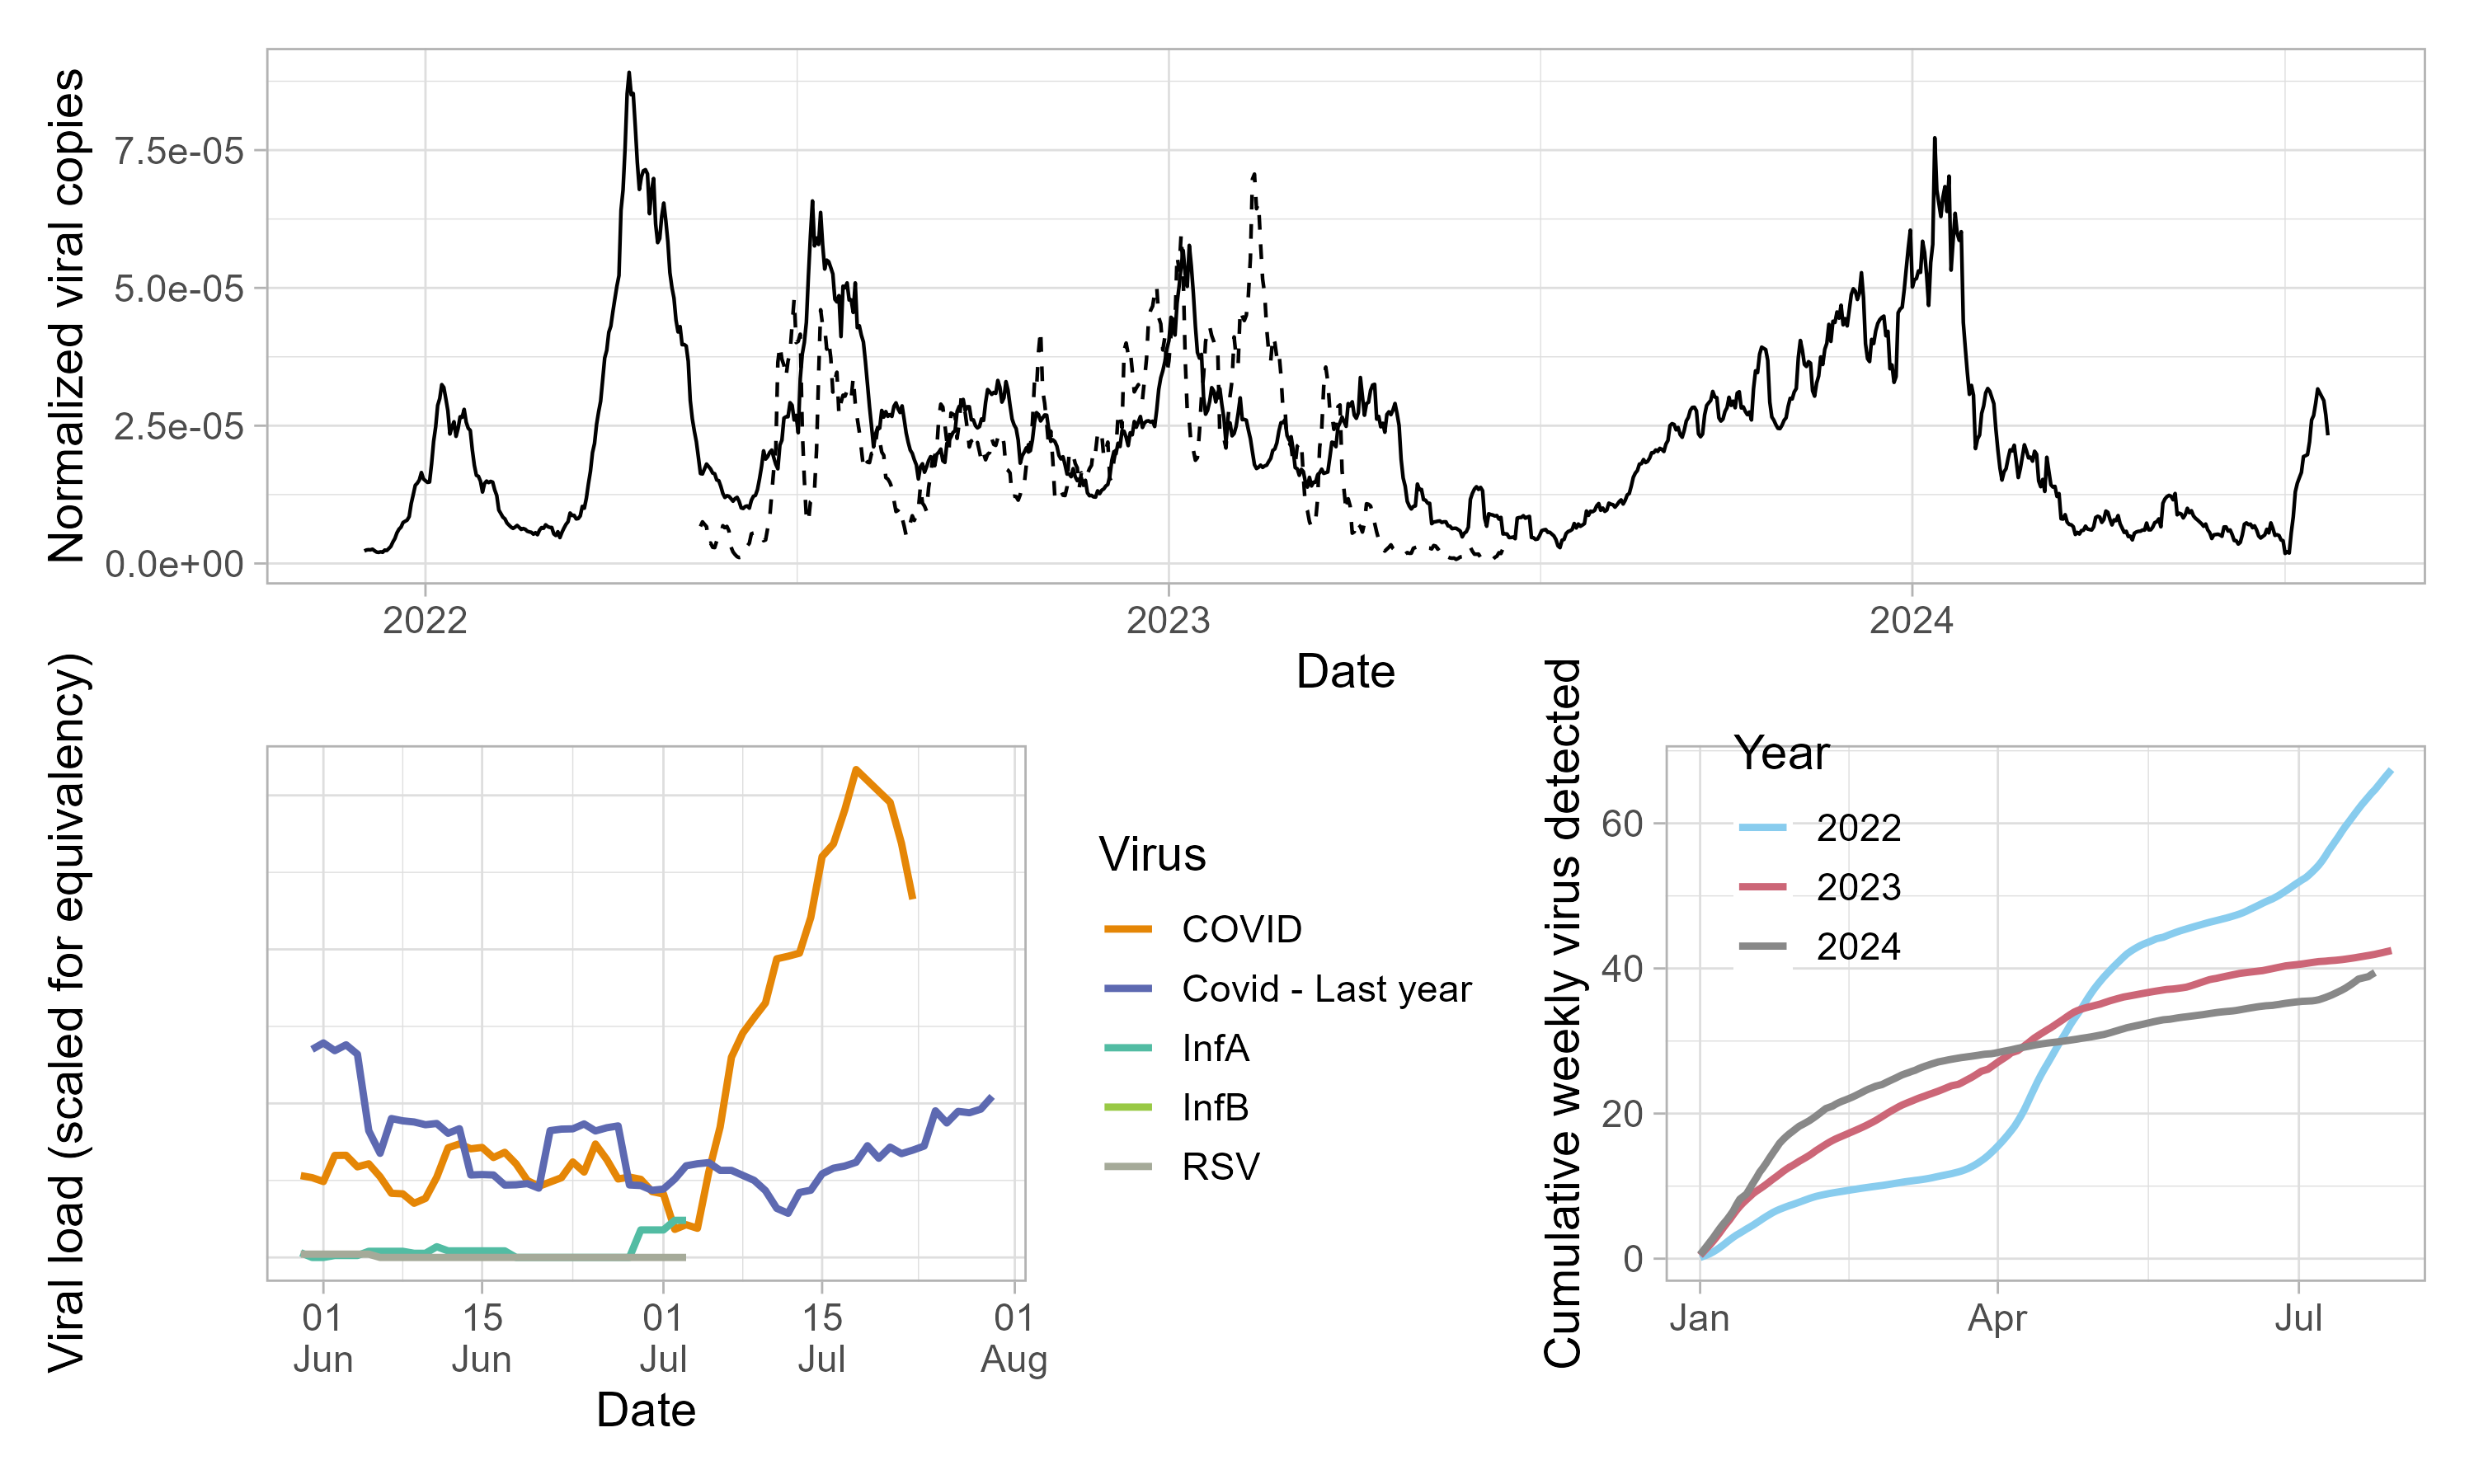 Normalized viral copies
7.5e-05
5.0e-05
2.5e-05
0.0e+00
2022
2023
2024
Date
Viral load (scaled for equivalency)
01
Jun
15
Jun
01
Jul
15
Jul
01
Aug
Date
Virus
COVID
Covid - Last year
InfA
InfB
RSV
Cumulative weekly virus detected
60
40
20
0
Year
2022
2023
2024
Jan
Apr
Jul